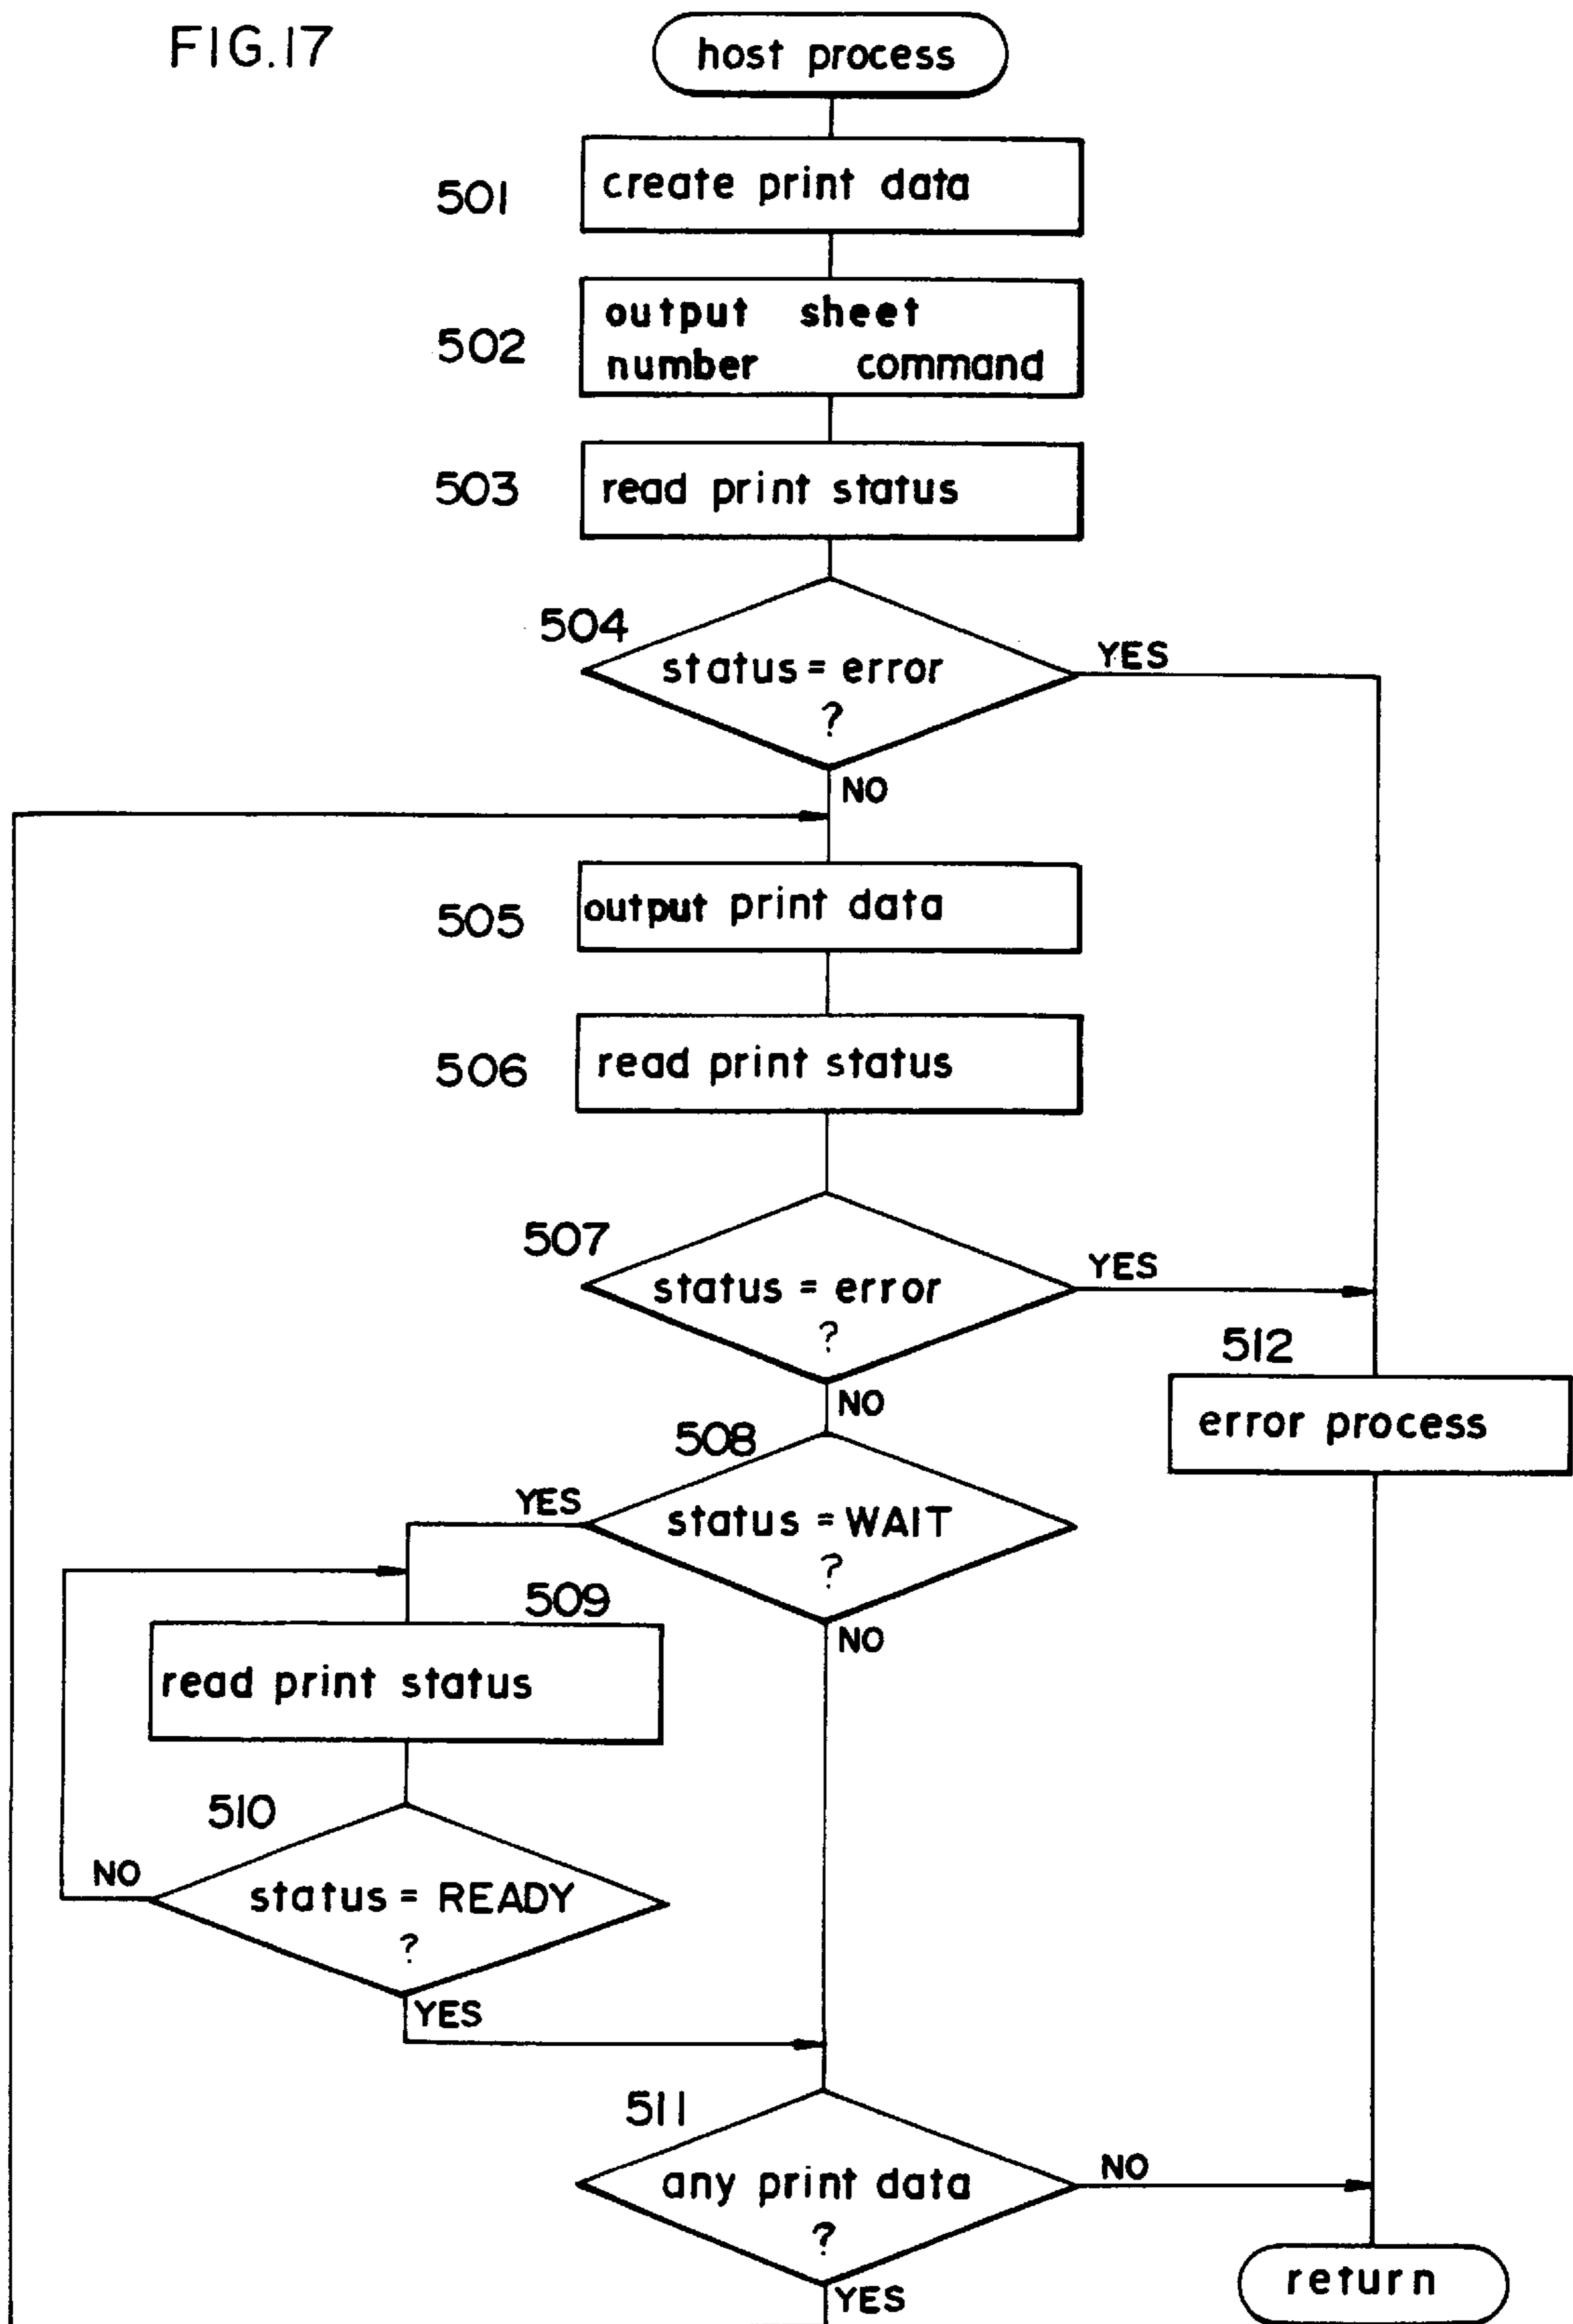 FIG.17
host process
501
create print data
502
output sheet
number command
503
read print status
504
status = error
?
YES
NO
505
output print data
506
read print status
507
status = error
?
YES
NO
512
error process
508
status = WAIT
?
YES
NO
509
read print status
510
status = READY
?
NO
YES
511
any print data
?
NO
YES
return